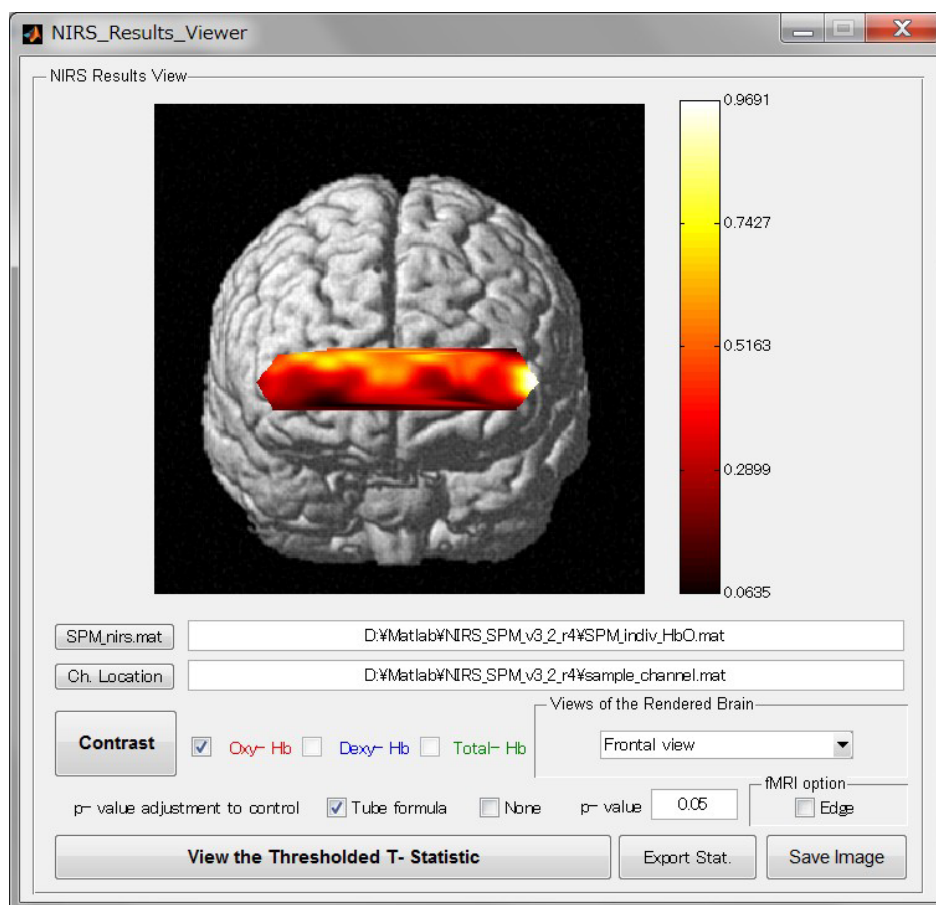 NIRS_Results_Viewer
NIRS Results View
0.9691
0.7427
0.5163
0.2899
0.0635
SPM_nirs.mat
D:¥Matlab¥NIRS_SPM_v3_2_r4¥SPM_indiv_HbO.mat
Ch. Location
D:¥Matlab¥NIRS_SPM_v3_2_r4¥sample_channel.mat
Contrast
Oxy- Hb
Dexy- Hb
Total- Hb
Views of the Rendered Brain
Frontal view
p- value adjustment to control
Tube formula
None
p- value
0.05
fMRI option
Edge
View the Thresholded T- Statistic
Export Stat.
Save Image